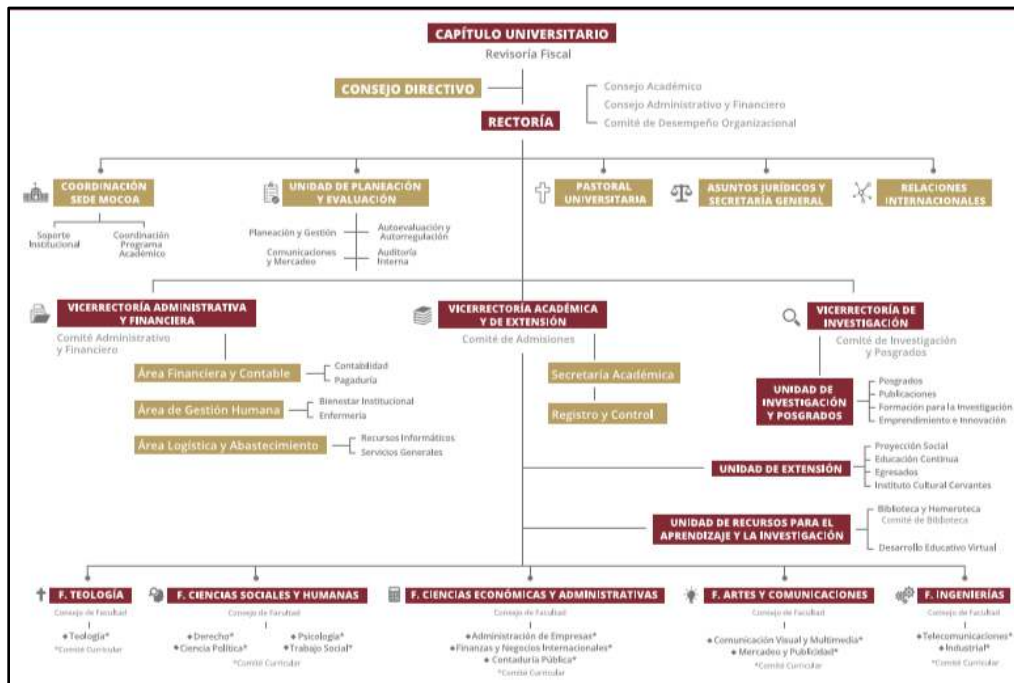 CAPÍTULO UNIVERSITARIO
Revisoría Fiscal
CONSEJO DIRECTIVO
Consejo Académico
Consejo Administrativo y Financiero
Comité de Desempeño Organizacional
RECTORÍA
COORDINACIÓN
SEDE MOCOA
Soporte
Institucional
Coordinación
Programa
Académico
UNIDAD DE PLANEACIÓN
Y EVALUACIÓN
Planeación y Gestión
Autoevaluación y
Autorregulación
Comunicaciones
y Mercadeo
Auditoría
Interna
PASTORAL
UNIVERSITARIA
ASUNTOS JURÍDICOS Y
SECRETARÍA GENERAL
RELACIONES
INTERNACIONALES
VICERRECTORÍA ADMINISTRATIVA
Y FINANCIERA
Comité Administrativo
y Financiero
Área Financiera y Contable
Contabilidad
Pagaduría
Área de Gestión Humana
Bienestar Institucional
Enfermería
Área Logística y Abastecimiento
Recursos Informáticos
Servicios Generales
VICERRECTORÍA ACADÉMICA
Y DE EXTENSIÓN
Comité de Admisiones
Secretaría Académica
Registro y Control
VICERRECTORÍA DE
INVESTIGACIÓN
Comité de Investigación
y Posgrados
UNIDAD DE
INVESTIGACIÓN
Y POSGRADOS
Posgrados
Publicaciones
Formación para la Investigación
Emprendimiento e Innovación
UNIDAD DE EXTENSIÓN
Proyección Social
Educación Continua
Egresados
Instituto Cultural Cervantes
UNIDAD DE RECURSOS PARA EL
APRENDIZAJE Y LA INVESTIGACIÓN
Biblioteca y Hemeroteca
Comité de Biblioteca
Desarrollo Educativo Virtual
F. TEOLOGÍA
Consejo de Facultad
Teología*
*Comité Curricular
F. CIENCIAS SOCIALES Y HUMANAS
Consejo de Facultad
Derecho*
Psicología*
Ciencia Política*
Trabajo Social*
*Comité Curricular
F. CIENCIAS ECONÓMICAS Y ADMINISTRATIVAS
Consejo de Facultad
Administración de Empresas*
Finanzas y Negocios Internacionales*
Contaduría Pública*
*Comité Curricular
F. ARTES Y COMUNICACIONES
Consejo de Facultad
Comunicación Visual y Multimedia*
Mercadeo y Publicidad*
*Comité Curricular
F. INGENIERÍAS
Consejo de Facultad
Telecomunicaciones*
Industrial*
*Comité Curricular